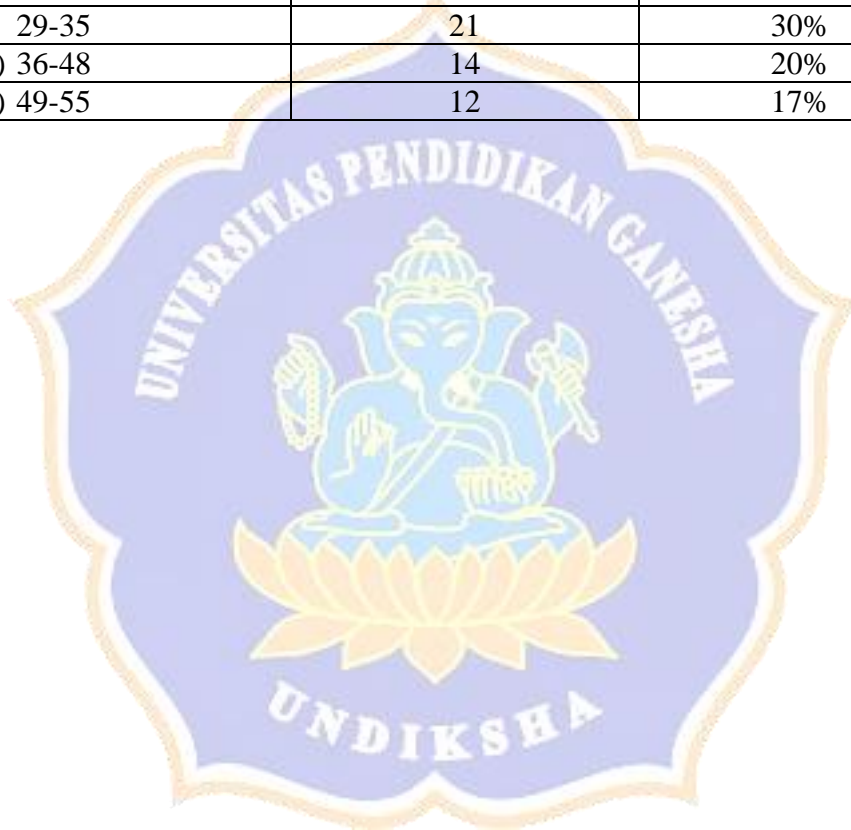 29-35 21 30%
) 36-48 14 20%
) 49-55 12 17%
UNIVERSITAS PENDIDIKAN GANESHA
UNDIKSHA